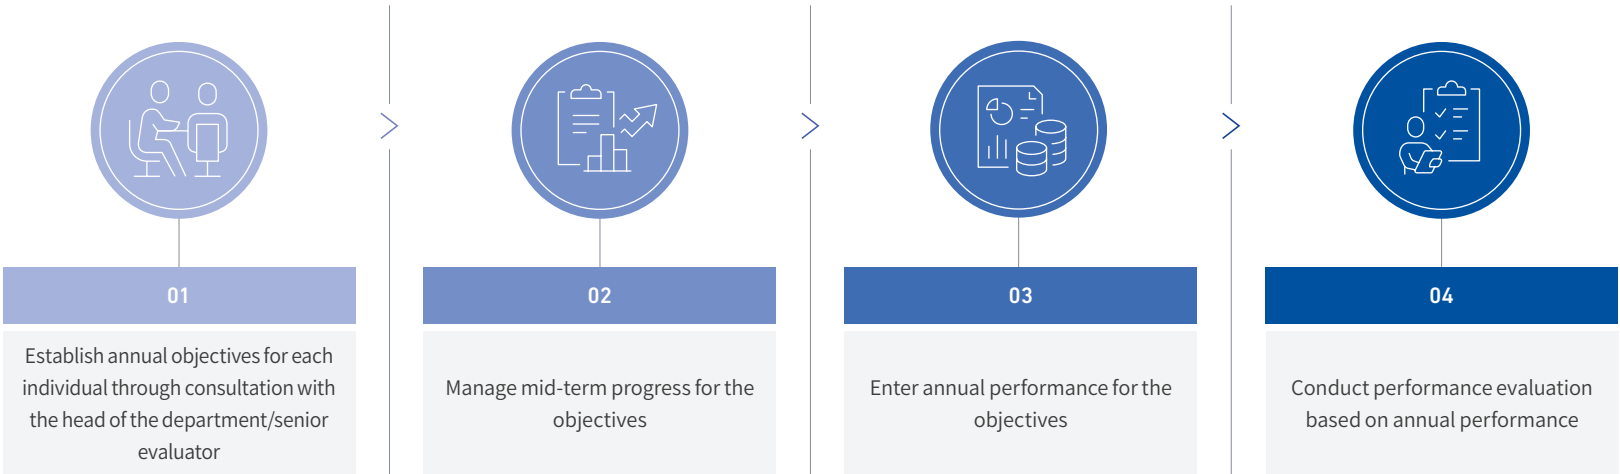 01
Establish annual objectives for each
individual through consultation with
the head of the department/senior
evaluator
02
Manage mid-term progress for the
objectives
03
Enter annual performance for the
objectives
04
Conduct performance evaluation
based on annual performance